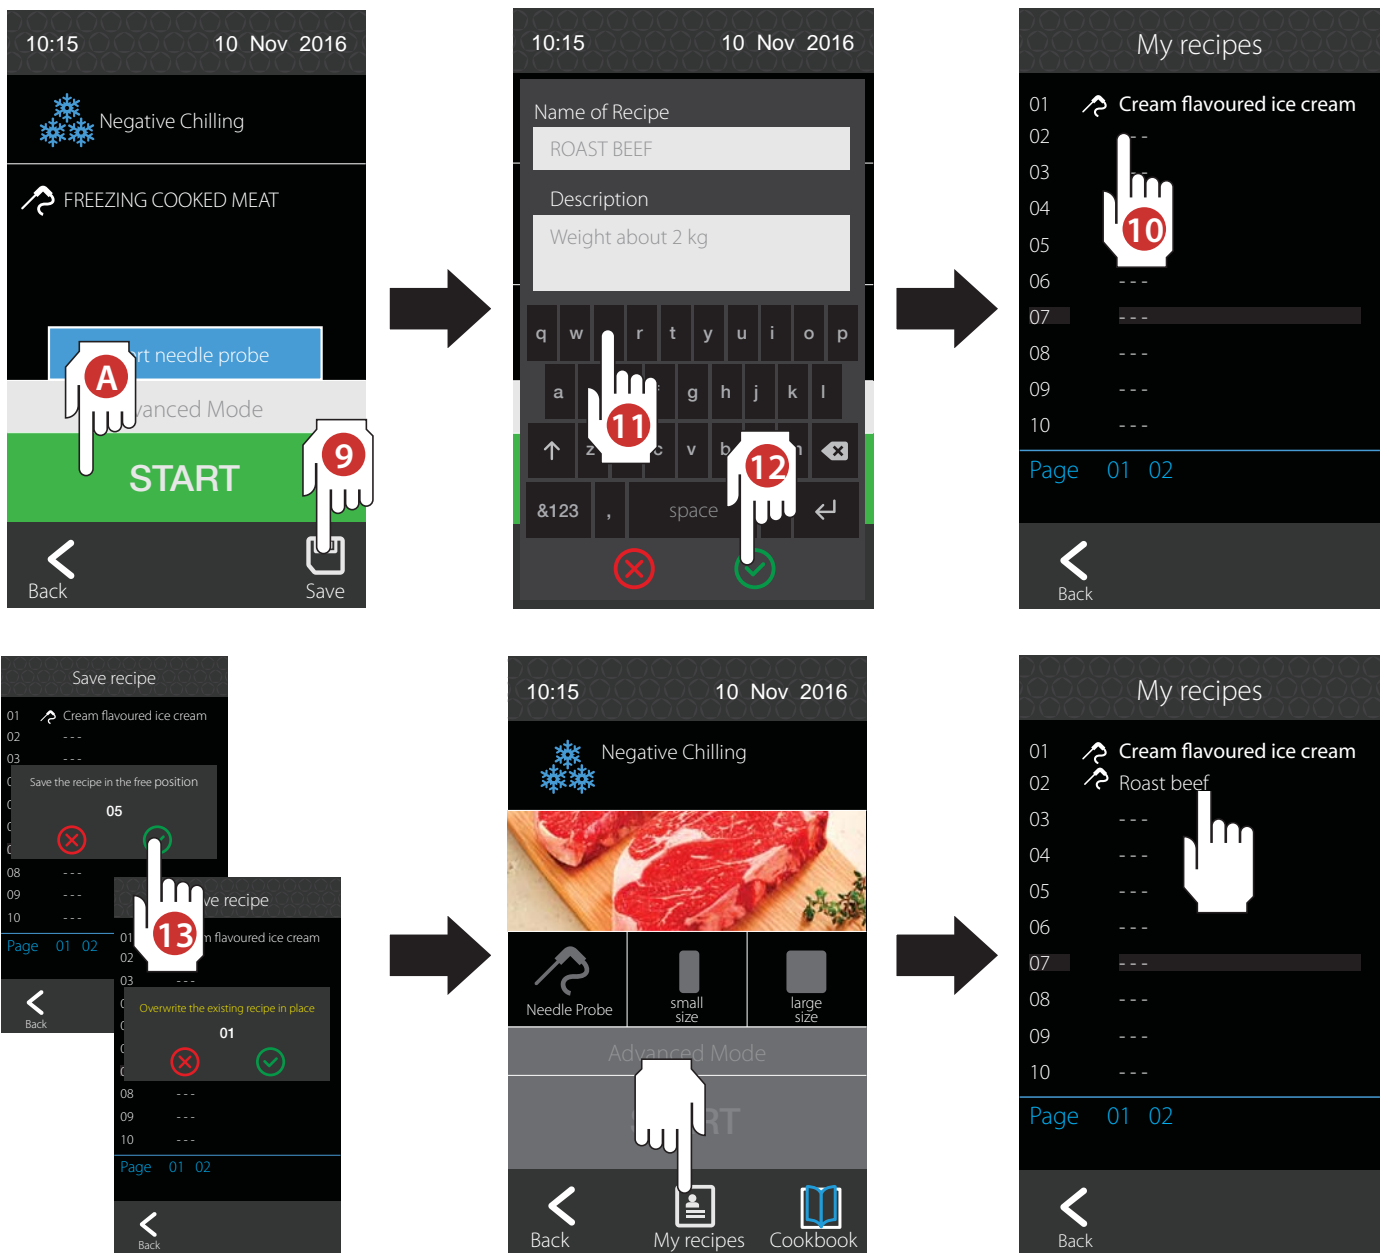 10:15 10 Nov 2016
Negative Chilling
FREEZING COOKED MEAT
needle probe
A
Mode
START
9
Back
Save
10:15 10 Nov 2016
Name of Recipe
ROAST BEEF
Description
Weight about 2 kg
q w r t y u i o p
a g h j k l
11
z c v b
12
&123 , space
My recipes
01 Cream flavoured ice cream
02 - -
03
04
10
05
06 - - -
07 - - -
08 - - -
09 - - -
10 - - -
Page 01 02
Back
Save recipe
01 Cream flavoured ice cream
02 - - -
03 - - -
Save the recipe in the free position
05
08 - - -
09 - - -
10 - - -
Page 01 02
Back
recipe
13
01 flavoured ice cream
02
03 - - -
Overwrite the existing recipe in place
01
08 - - -
09 - - -
10 - - -
Page 01 02
Back
10:15 10 Nov 2016
Negative Chilling
Needle Probe
small
size
large
size
Advanced Mode
Back
My recipes
Cookbook
My recipes
01 Cream flavoured ice cream
02 Roast beef
03 - - -
04 - - -
05 - - -
06 - - -
07 - - -
08 - - -
09 - - -
10 - - -
Page 01 02
Back